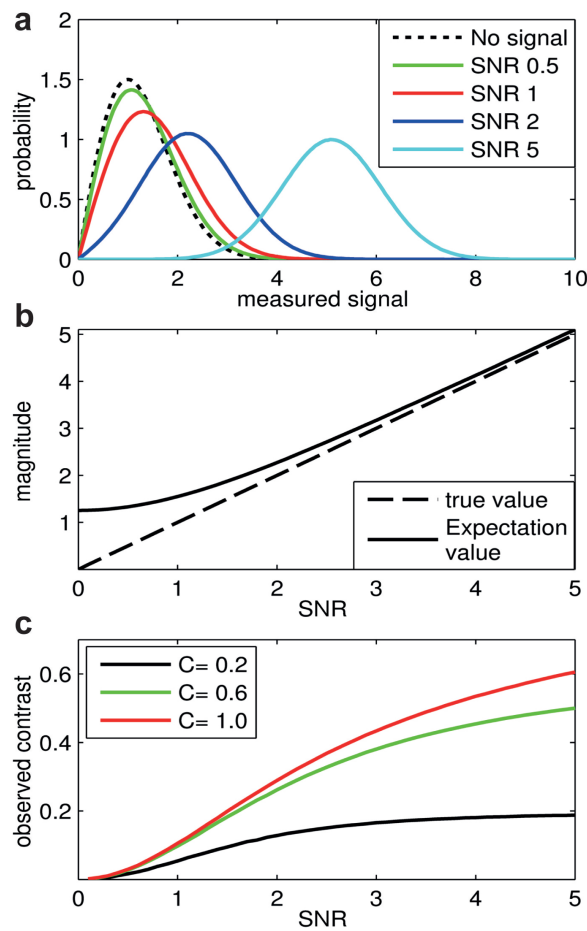 a
2
1.5
1
0.5
0
probability
No signal
SNR 0.5
SNR 1
SNR 2
SNR 5
0 2 4 6 8 10
measured signal
b
5
4
3
2
1
magnitude
true value
Expectation
value
0 1 2 3 4 5
SNR
c
0.6
0.4
0.2
observed contrast
C= 0.2
C= 0.6
C= 1.0
0 1 2 3 4 5
SNR